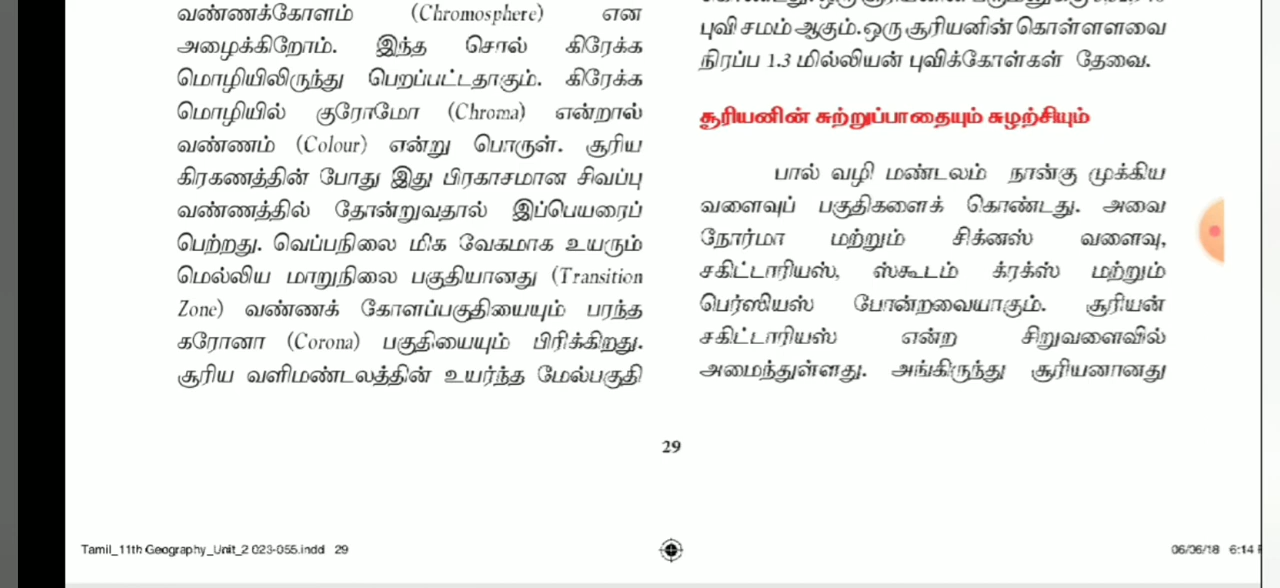 வண்ணக்கோளம் (Chromosphere) என
அழைக்கிறோம். இந்த சொல் கிரேக்க
மொழியிலிருந்து பெறப்பட்டதாகும். கிரேக்க
மொழியில் குரோமோ (Chroma) என்றால்
வண்ணம் (Colour) என்று பொருள். சூரிய
கிரகணத்தின் போது இது பிரகாசமான சிவப்பு
வண்ணத்தில் தோன்றுவதால் இப்பெயரைப்
பெற்றது. வெப்பநிலை மிக வேகமாக உயரும்
மெல்லிய மாறுநிலை பகுதியானது (Transition
Zone) வண்ணக் கோளப்பகுதியையும் பரந்த
கரோனா (Corona) பகுதியையும் பிரிக்கிறது.
சூரிய வளிமண்டலத்தின் உயர்ந்த மேல்பகுதி
புவி சமம் ஆகும். ஒரு சூரியனின் கொள்ளளவை
நிரப்ப 1.3 மில்லியன் புவிக்கோள்கள் தேவை.
சூரியனின் சுற்றுப்பாதையும் சுழற்சியும்
பால் வழி மண்டலம் நான்கு முக்கிய
வளைவுப் பகுதிகளைக் கொண்டது. அவை
நோர்மா மற்றும் சிக்னஸ் வளைவு,
சகிட்டாரியஸ், ஸ்கூடம் க்ரக்ஸ் மற்றும்
பெர்ஸியஸ் போன்றவையாகும். சூரியன்
சகிட்டாரியஸ் என்ற சிறுவளைவில்
அமைந்துள்ளது. அங்கிருந்து சூரியனானது
29
Tamil_11th Geography_Unit_2 023-055.indd 29
06/06/18 6:14